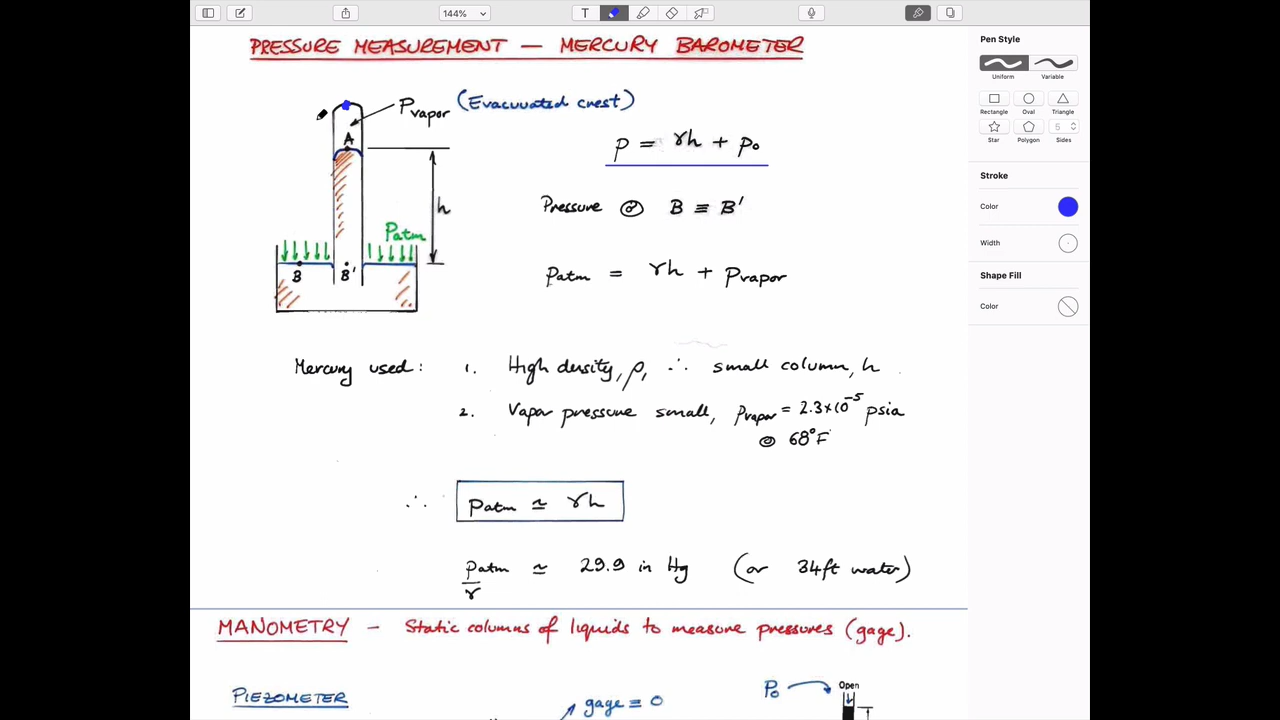 144%
T
PRESSURE MEASUREMENT — MERCURY BAROMETER
Pvapor (Evacuuated crest)
A
p = γh + p₀
h
Pressure @ B ≡ B'
Patm
B B'
patm = γh + pvapor
Mercury used: 1. High density, ρ, ∴ small column, h
2. Vapor pressure small, pvapor = 2.3×10⁻⁵ psia
@ 68°F
∴ patm ≃ γh
patm/γ ≃ 29.9 in Hg (or 34ft water)
MANOMETRY – Static columns of liquids to measure pressures (gage).
PIEZOMETER
gage = 0
P₀
Open
Pen Style
Uniform Variable
Rectangle Oval Triangle
5
Star Polygon Sides
Stroke
Color
Width
Shape Fill
Color